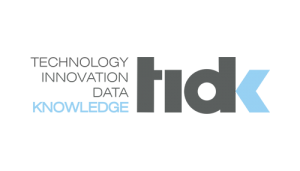 TECHNOLOGY
INNOVATION
DATA
KNOWLEDGE
tidk